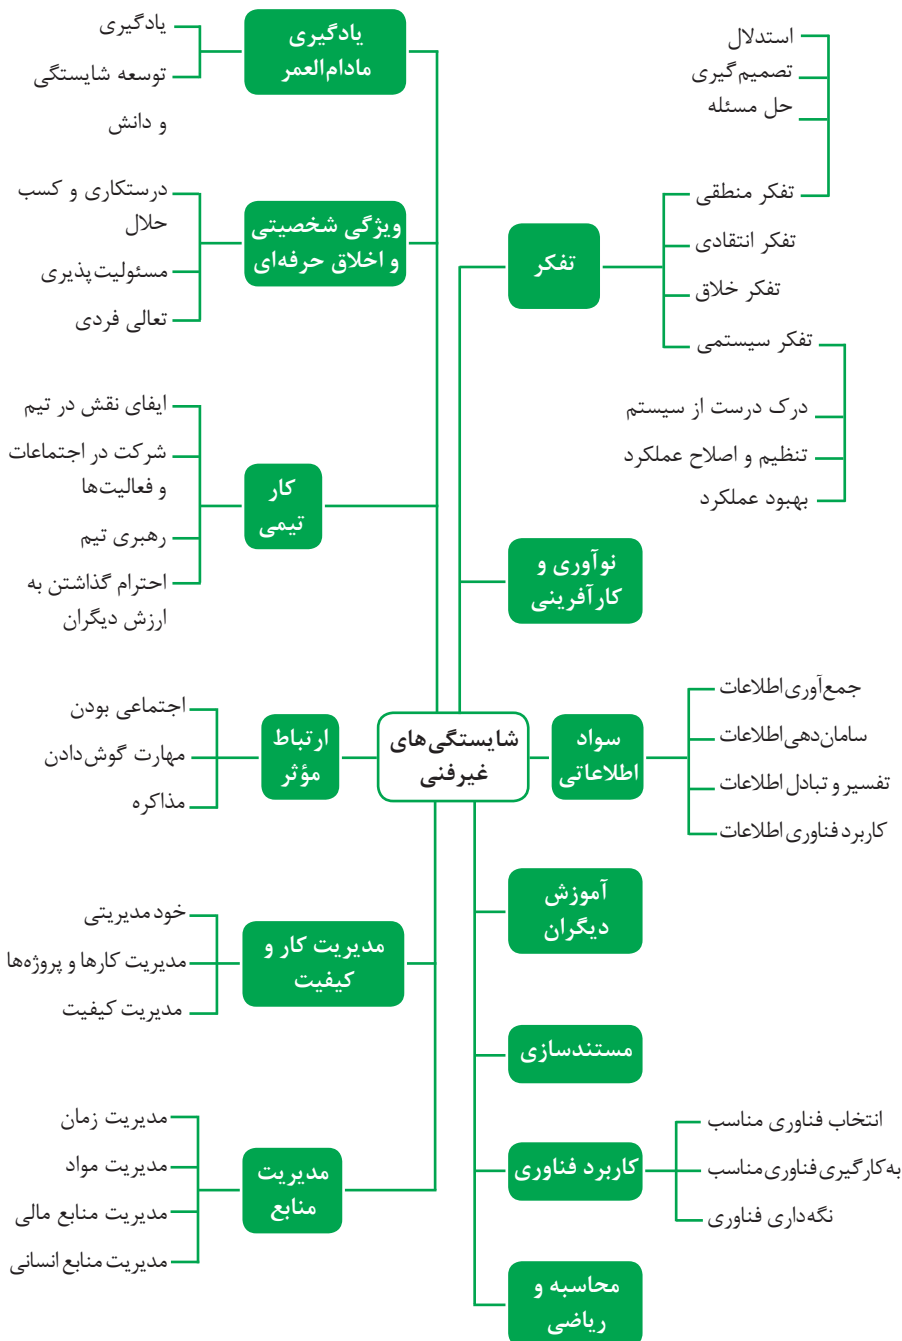 شایستگی‌های
غیرفنی
تفکر
استدلال
تصمیم‌گیری
حل مسئله
تفکر منطقی
تفکر انتقادی
تفکر خلاق
تفکر سیستمی
درک درست از سیستم
تنظیم و اصلاح عملکرد
بهبود عملکرد
نوآوری و
کارآفرینی
سواد
اطلاعاتی
جمع‌آوری اطلاعات
سامان‌دهی اطلاعات
تفسیر و تبادل اطلاعات
کاربرد فناوری اطلاعات
آموزش
دیگران
مستندسازی
کاربرد فناوری
انتخاب فناوری مناسب
به‌کارگیری فناوری مناسب
نگه‌داری فناوری
محاسبه و
ریاضی
یادگیری
مادام‌العمر
یادگیری
توسعه شایستگی
و دانش
ویژگی شخصیتی
و اخلاق حرفه‌ای
درستکاری و کسب
حلال
مسئولیت‌پذیری
تعالی فردی
کار
تیمی
ایفای نقش در تیم
شرکت در اجتماعات
و فعالیت‌ها
رهبری تیم
احترام گذاشتن به
ارزش دیگران
ارتباط
مؤثر
اجتماعی بودن
مهارت گوش‌دادن
مذاکره
مدیریت کار و
کیفیت
خودمدیریتی
مدیریت کارها و پروژه‌ها
مدیریت کیفیت
مدیریت
منابع
مدیریت زمان
مدیریت مواد
مدیریت منابع مالی
مدیریت منابع انسانی